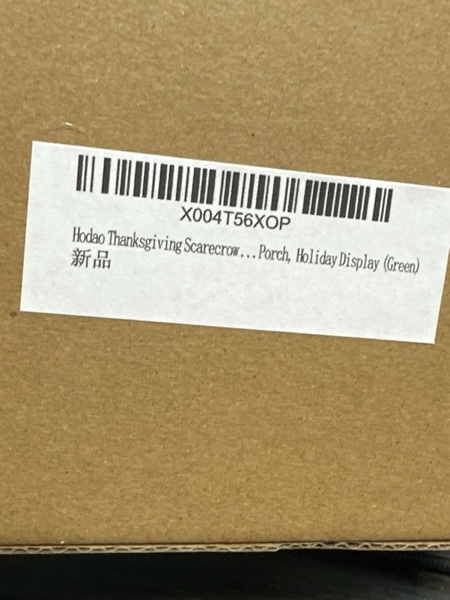 X004T56XOP
Hodao Thanksgiving Scarecrow...Porch, Holiday Display (Green)
新品